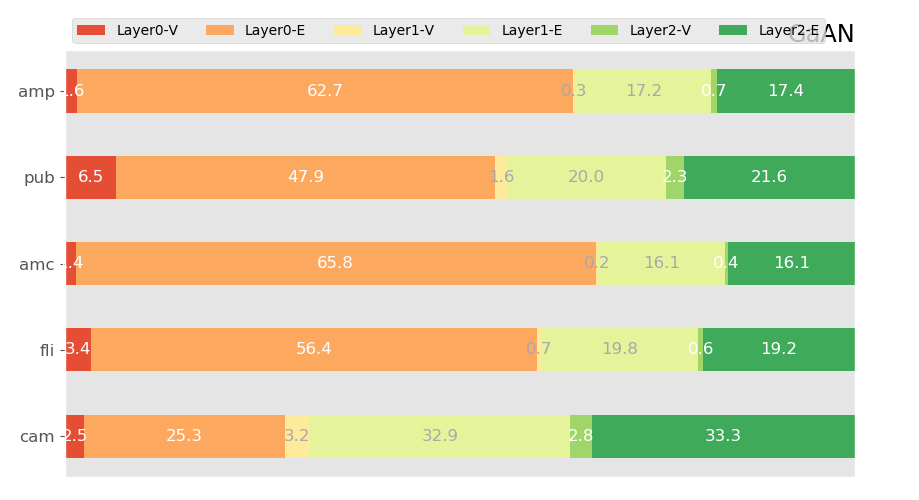 Layer0-V Layer0-E Layer1-V Layer1-E Layer2-V Layer2-E GaAN
amp .6 62.7 0.3 17.2 0.7 17.4
pub 6.5 47.9 1.6 20.0 2.3 21.6
amc .4 65.8 0.2 16.1 0.4 16.1
fli 3.4 56.4 0.7 19.8 0.6 19.2
cam 2.5 25.3 3.2 32.9 2.8 33.3